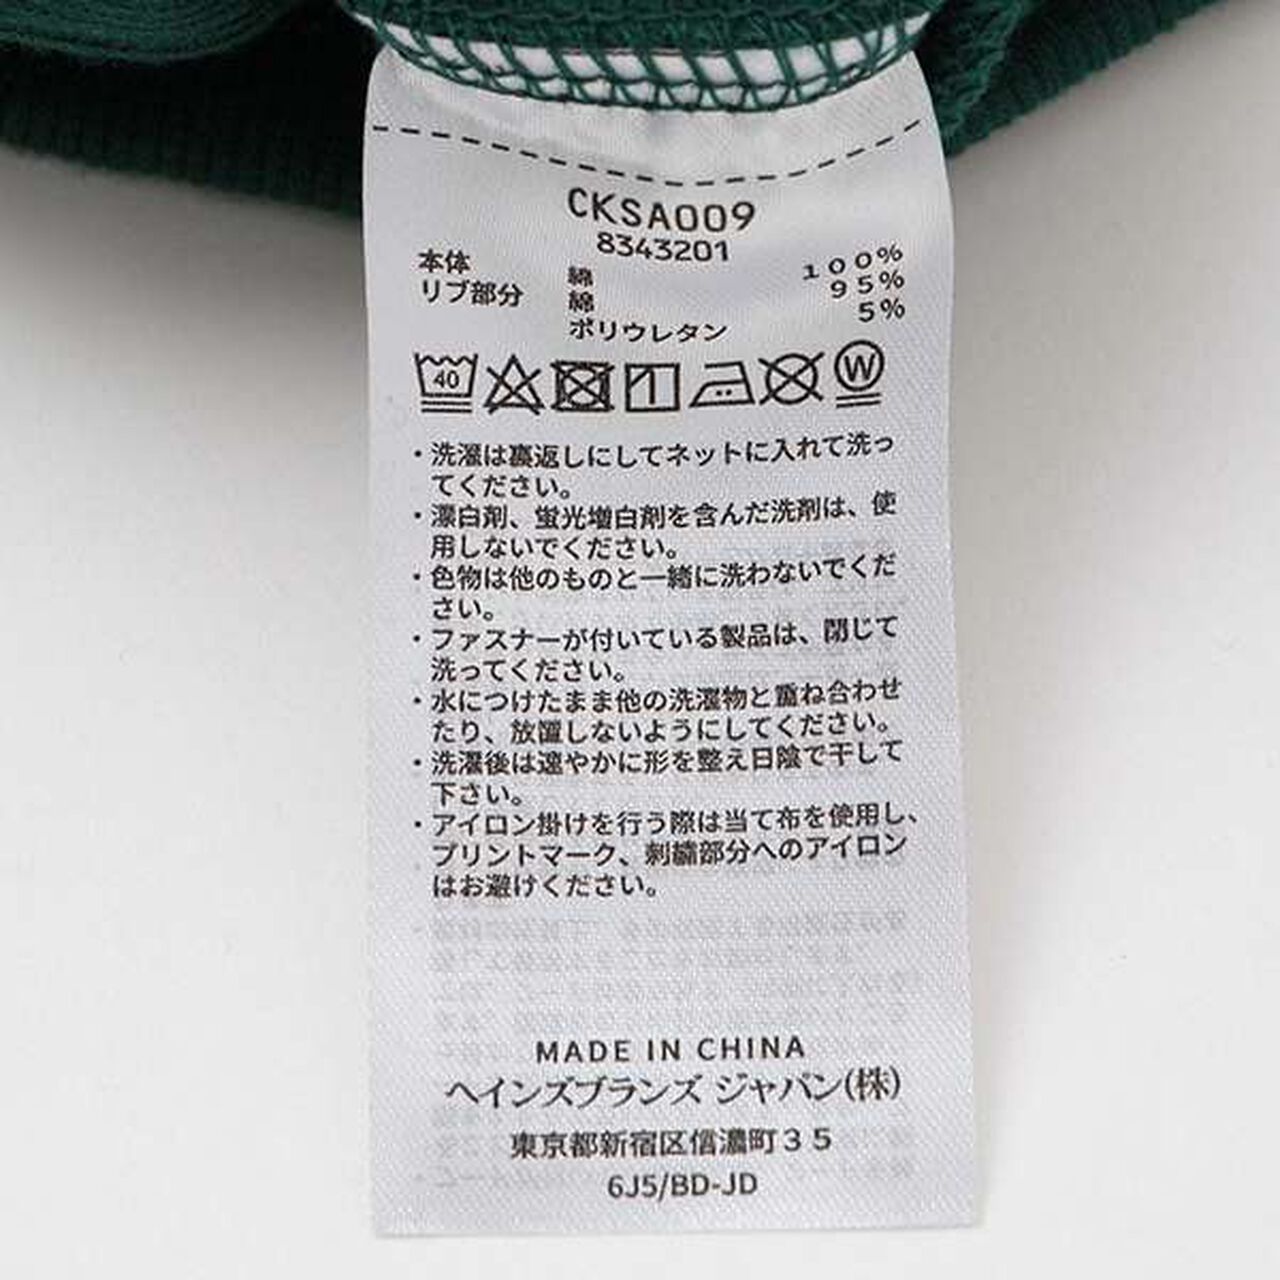 CKSA009
8343201
本体 綿 100%
リブ部分 綿 95%
ポリウレタン 5%
40 W
・洗濯は裏返しにしてネットに入れて洗っ
てください。
・漂白剤、蛍光増白剤を含んだ洗剤は、使
用しないでください。
・色物は他のものと一緒に洗わないでくだ
さい。
・ファスナーが付いている製品は、閉じて
洗ってください。
・水につけたまま他の洗濯物と重ね合わせ
たり、放置しないようにしてください。
・洗濯後は速やかに形を整え日陰で干して
下さい。
・アイロン掛けを行う際は当て布を使用し、
プリントマーク、刺繍部分へのアイロン
はお避けください。
MADE IN CHINA
ヘインズブランズ ジャパン(株)
東京都新宿区信濃町35
6J5/BD-JD